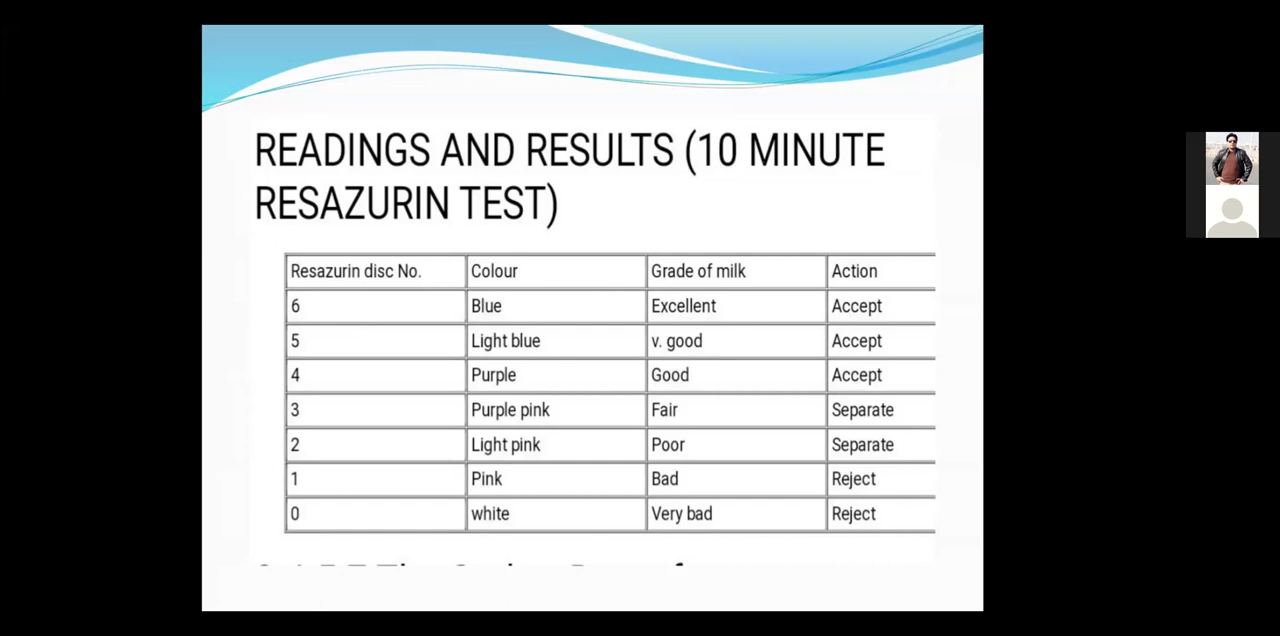 READINGS AND RESULTS (10 MINUTE
RESAZURIN TEST)
Resazurin disc No. Colour Grade of milk Action
6 Blue Excellent Accept
5 Light blue v. good Accept
4 Purple Good Accept
3 Purple pink Fair Separate
2 Light pink Poor Separate
1 Pink Bad Reject
0 white Very bad Reject